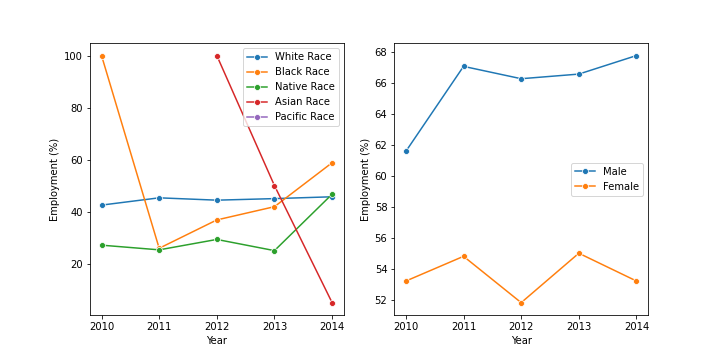 100
80
60
40
20
Employment (%)
2010 2011 2012 2013 2014
Year
White Race
Black Race
Native Race
Asian Race
Pacific Race
68
66
64
62
60
58
56
54
52
Employment (%)
2010 2011 2012 2013 2014
Year
Male
Female